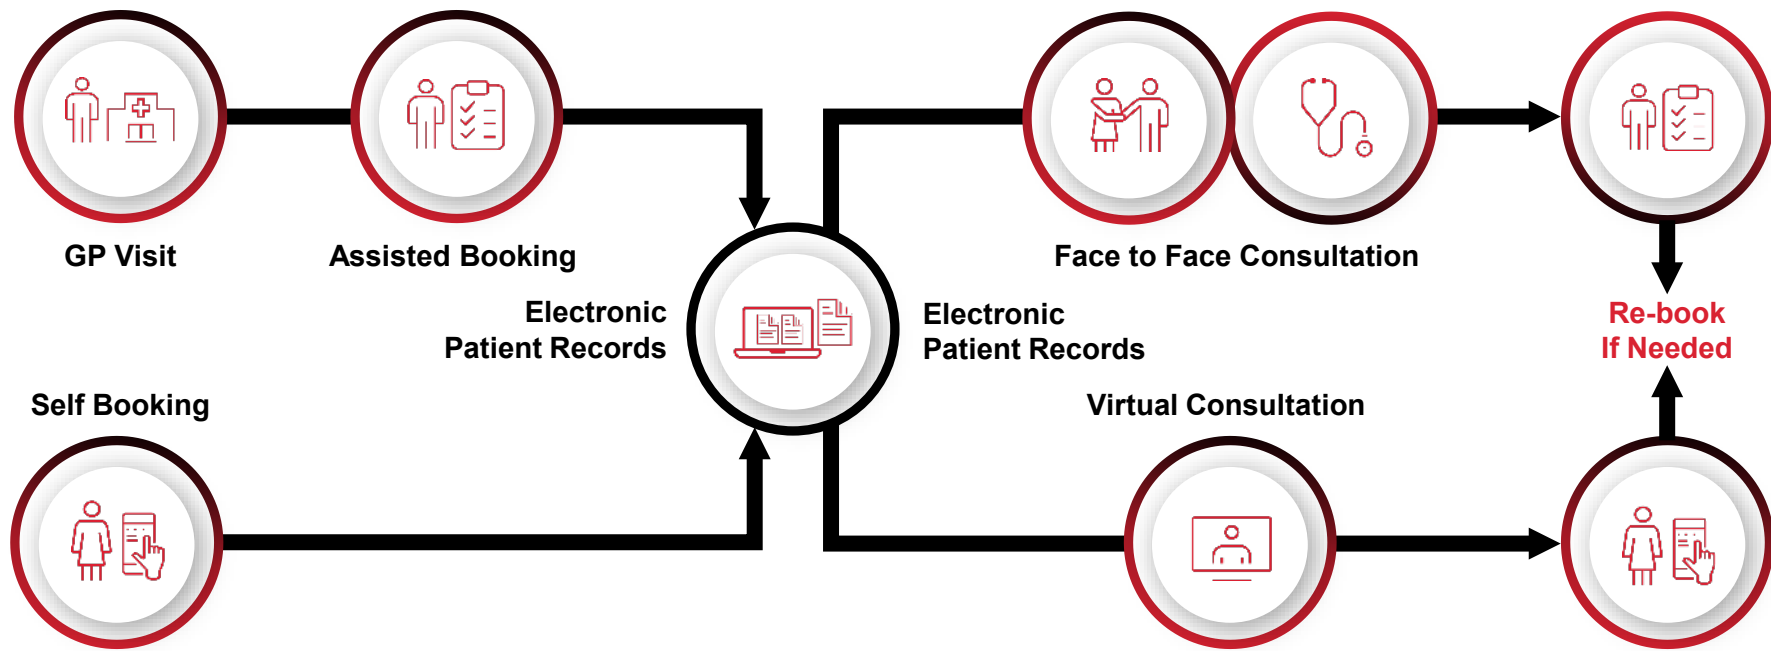 GP Visit
Assisted Booking
Face to Face Consultation
Electronic
Patient Records
Electronic
Patient Records
Re-book
If Needed
Self Booking
Virtual Consultation